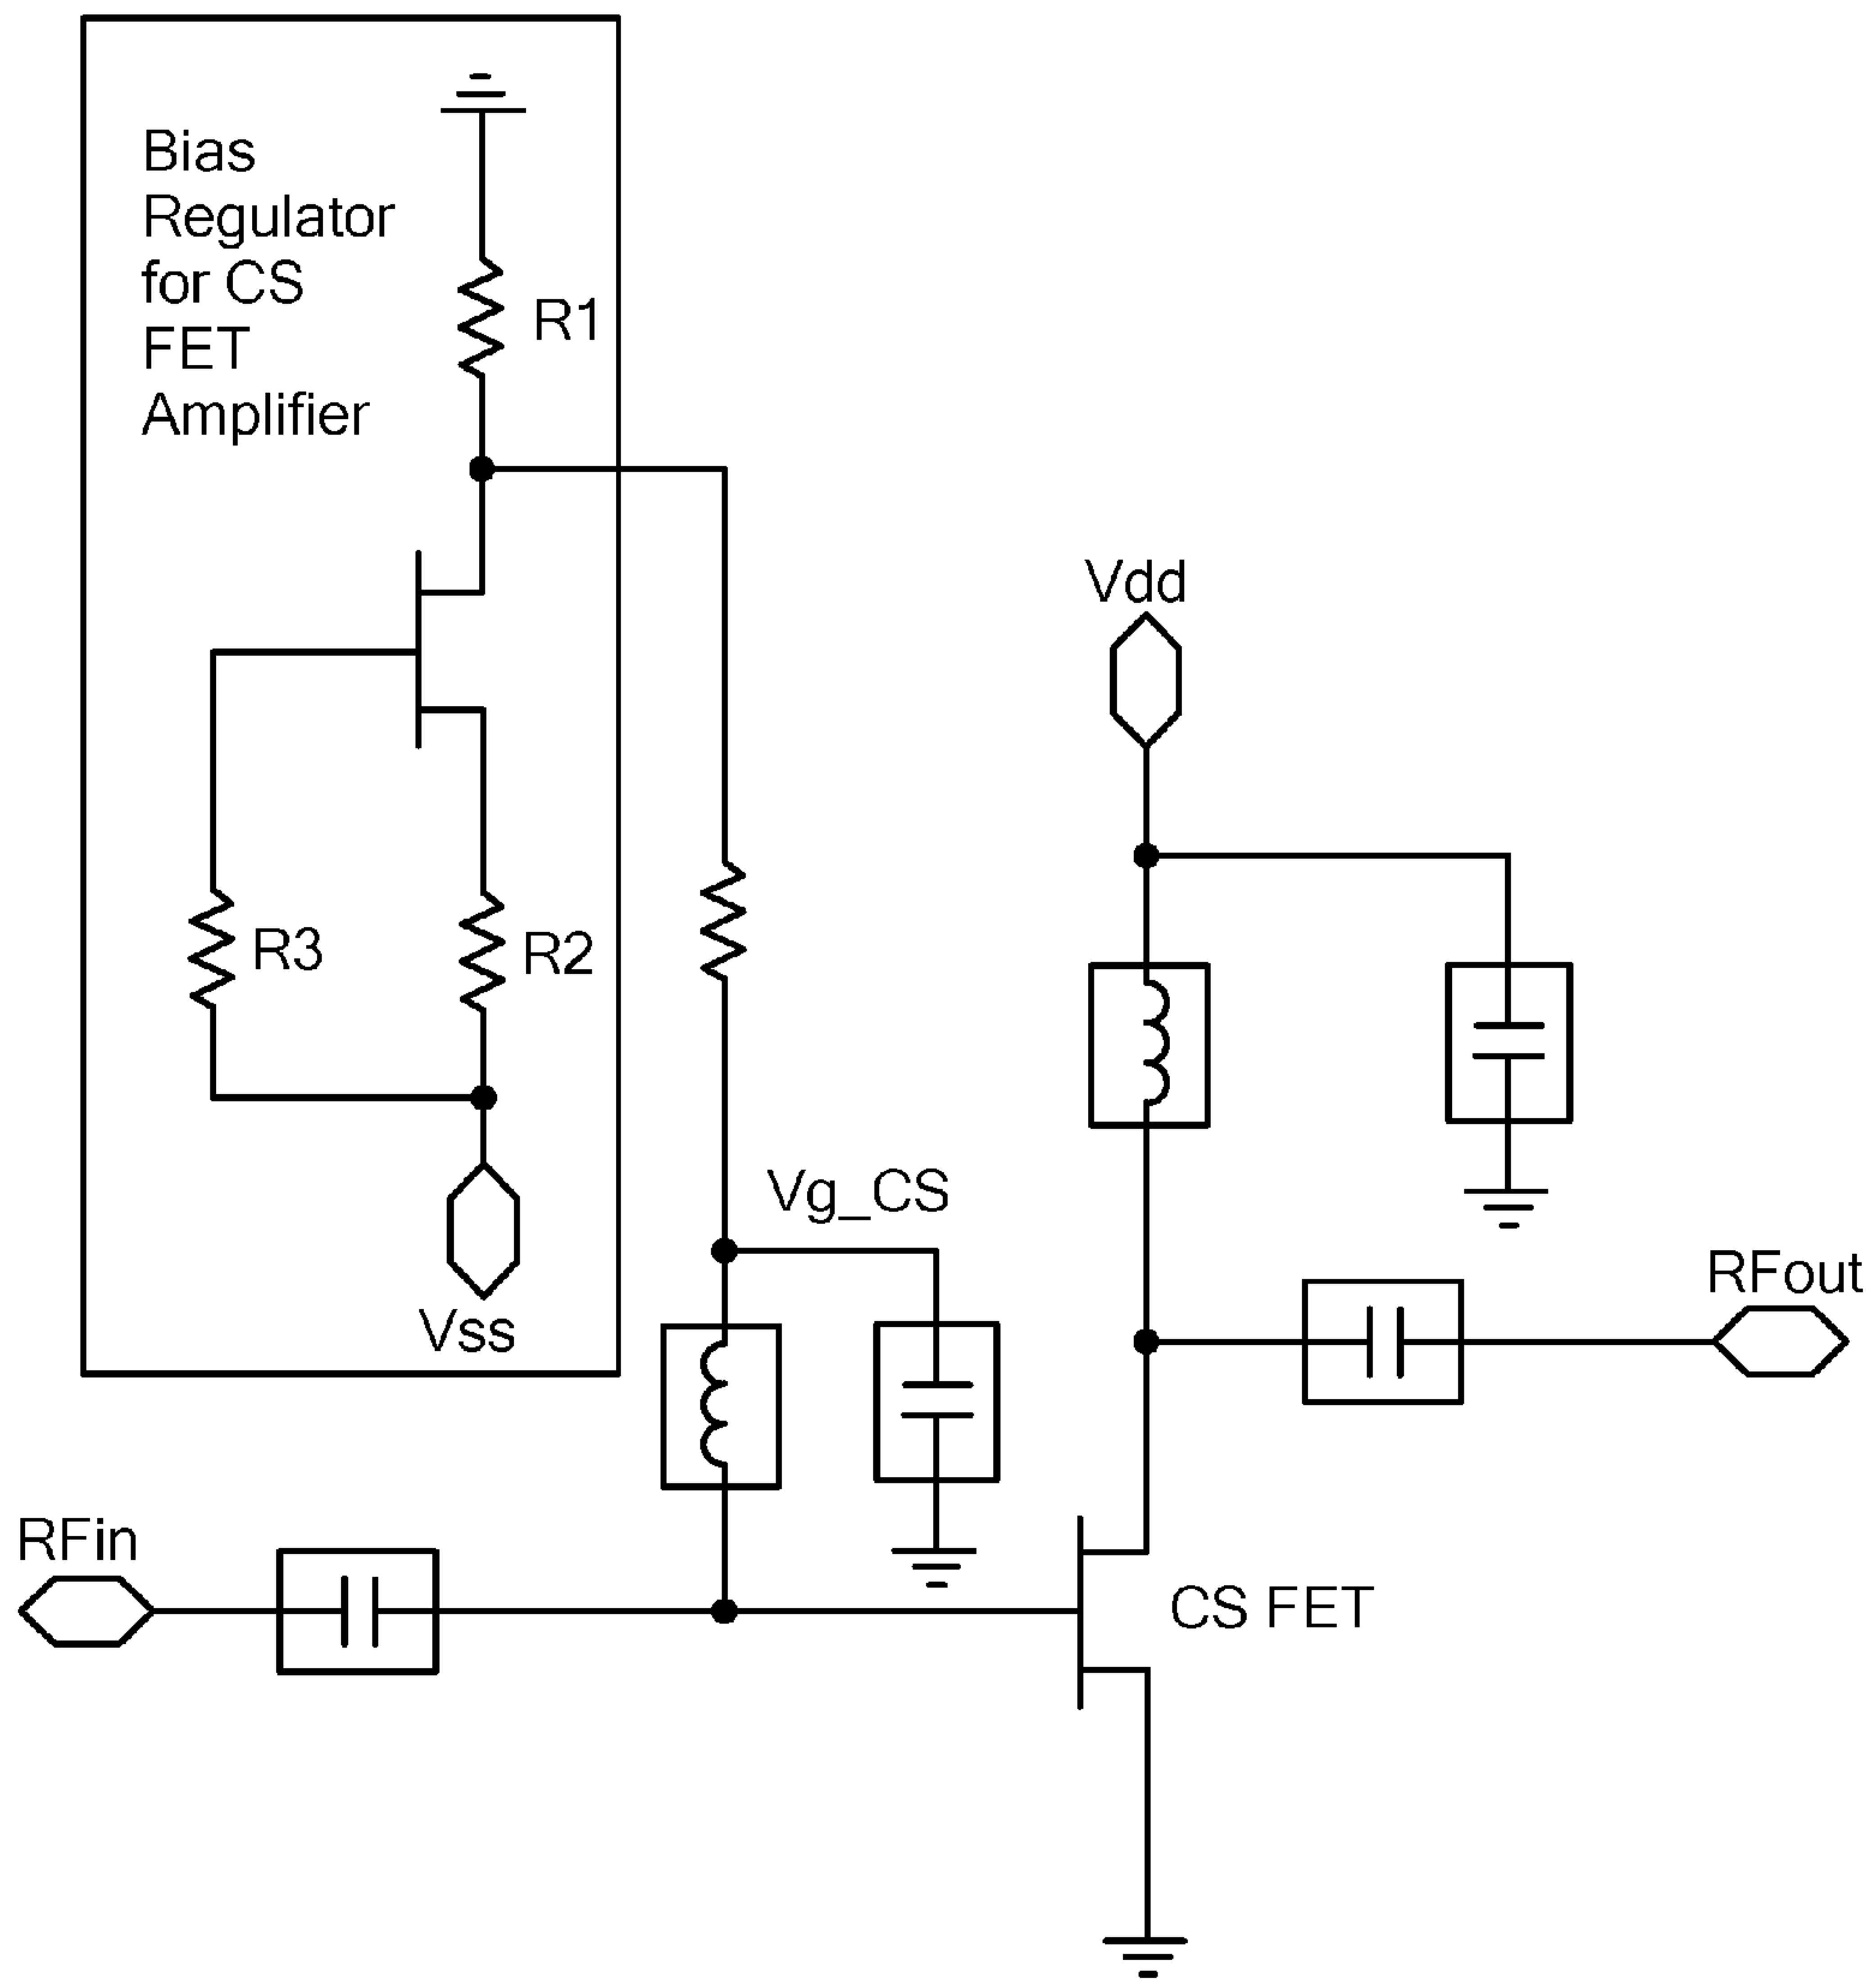 Bias
Regulator
for CS
FET
Amplifier
R1
Vdd
R3
R2
Vg_CS
Vss
RFout
RFin
CS FET